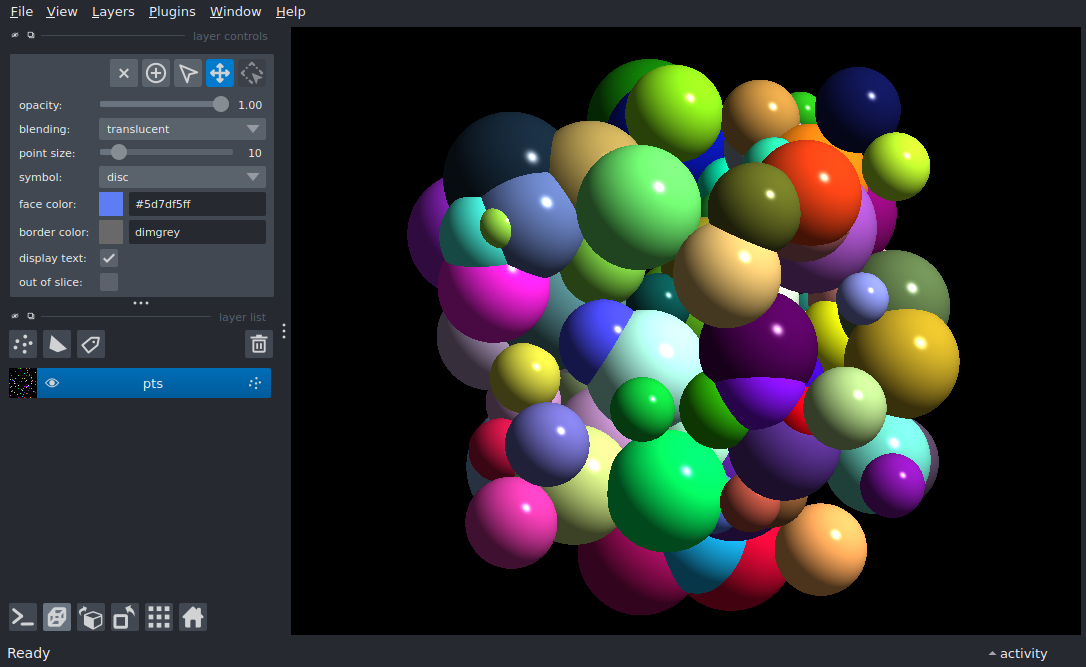 File View Layers Plugins Window Help
layer controls
opacity: 1.00
blending: translucent
point size: 10
symbol: disc
face color: #5d7df5ff
border color: dimgrey
display text:
out of slice:
layer list
pts
Ready
activity